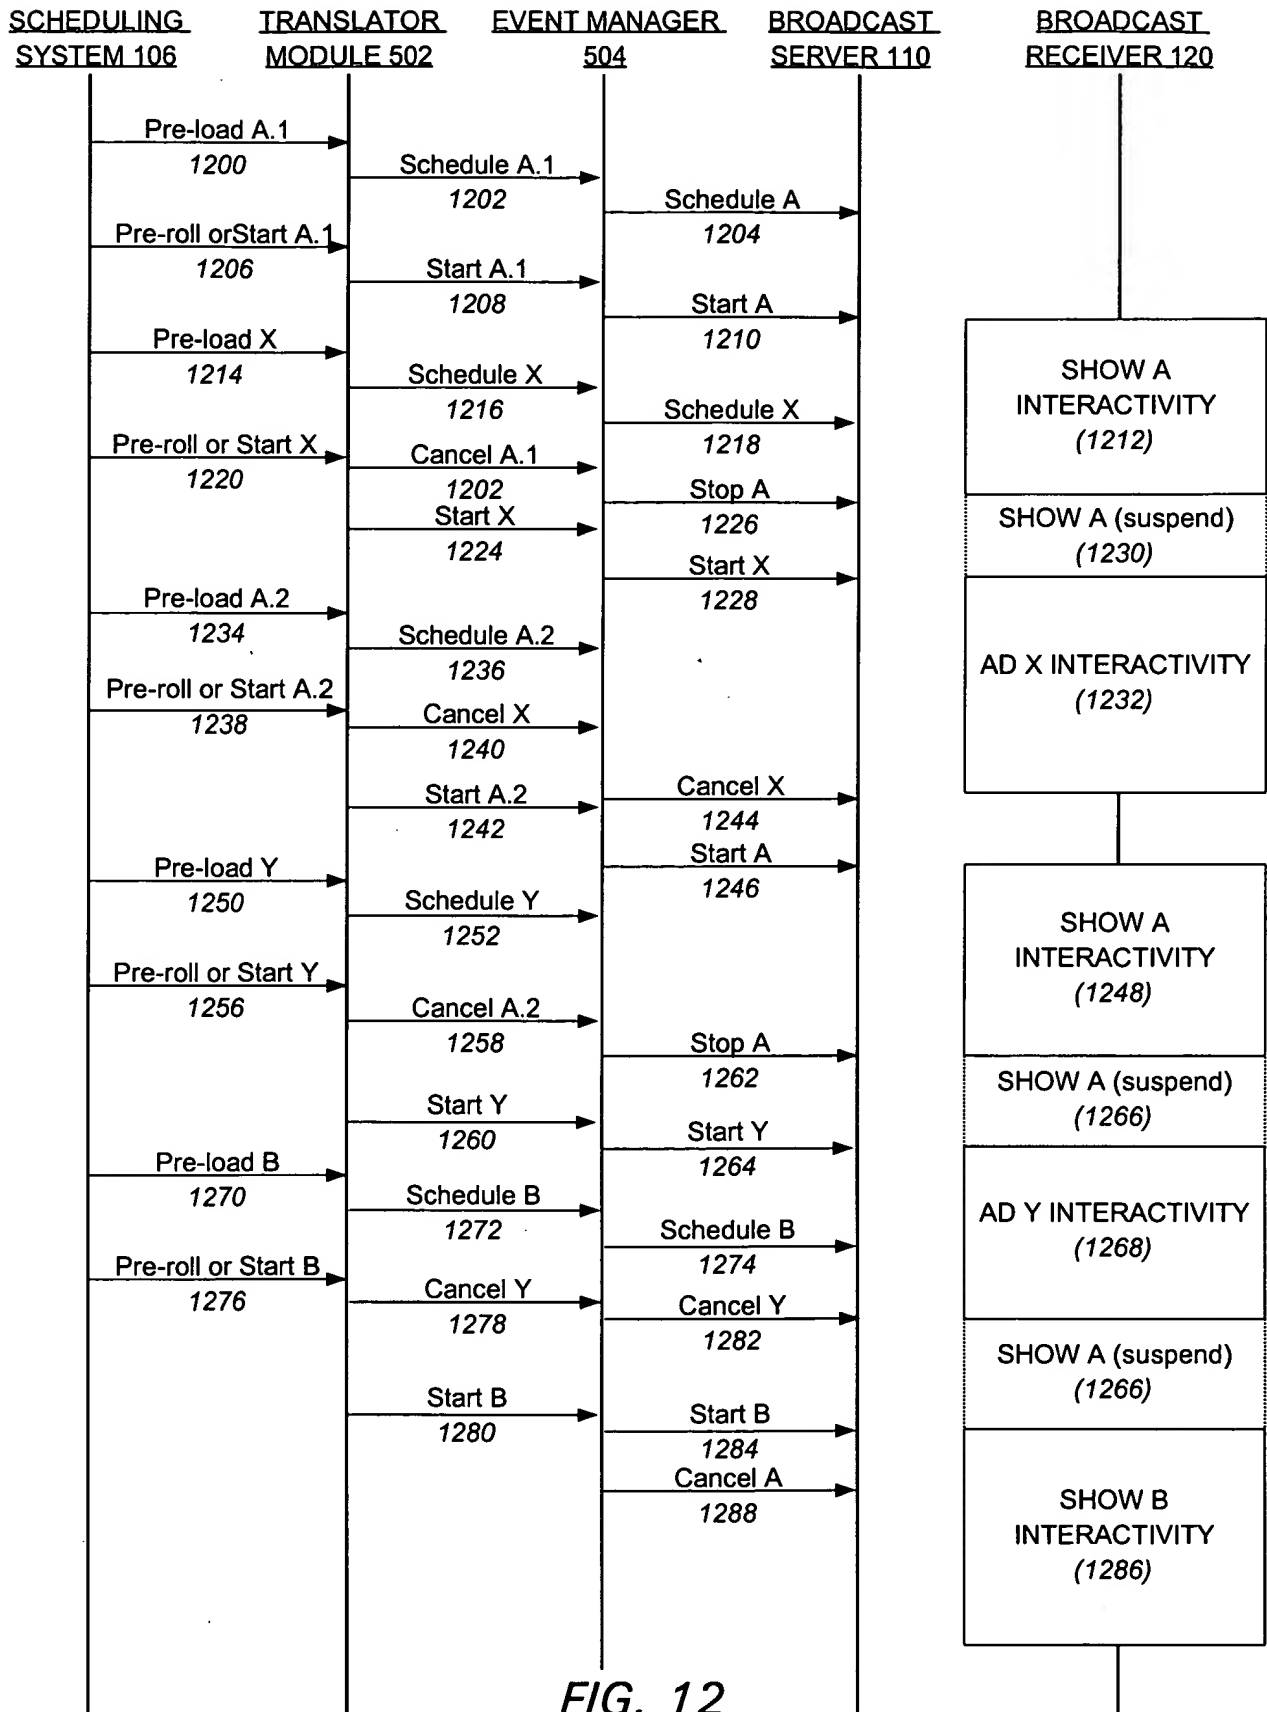 SCHEDULING
SYSTEM 106
TRANSLATOR
MODULE 502
EVENT MANAGER
504
BROADCAST
SERVER 110
BROADCAST
RECEIVER 120
Pre-load A.1
1200
Schedule A.1
1202
Schedule A
1204
Pre-roll orStart A.1
1206
Start A.1
1208
Start A
1210
Pre-load X
1214
SHOW A
INTERACTIVITY
(1212)
Schedule X
1216
Schedule X
1218
Pre-roll or Start X
1220
Cancel A.1
1202
Stop A
1226
Start X
1224
SHOW A (suspend)
(1230)
Start X
1228
Pre-load A.2
1234
Schedule A.2
1236
AD X INTERACTIVITY
(1232)
Pre-roll or Start A.2
1238
Cancel X
1240
Start A.2
1242
Cancel X
1244
Start A
1246
Pre-load Y
1250
Schedule Y
1252
SHOW A
INTERACTIVITY
(1248)
Pre-roll or Start Y
1256
Cancel A.2
1258
Stop A
1262
SHOW A (suspend)
(1266)
Start Y
1260
Start Y
1264
Pre-load B
1270
Schedule B
1272
AD Y INTERACTIVITY
(1268)
Schedule B
1274
Pre-roll or Start B
1276
Cancel Y
1278
Cancel Y
1282
SHOW A (suspend)
(1266)
Start B
1280
Start B
1284
Cancel A
1288
SHOW B
INTERACTIVITY
(1286)
FIG. 12